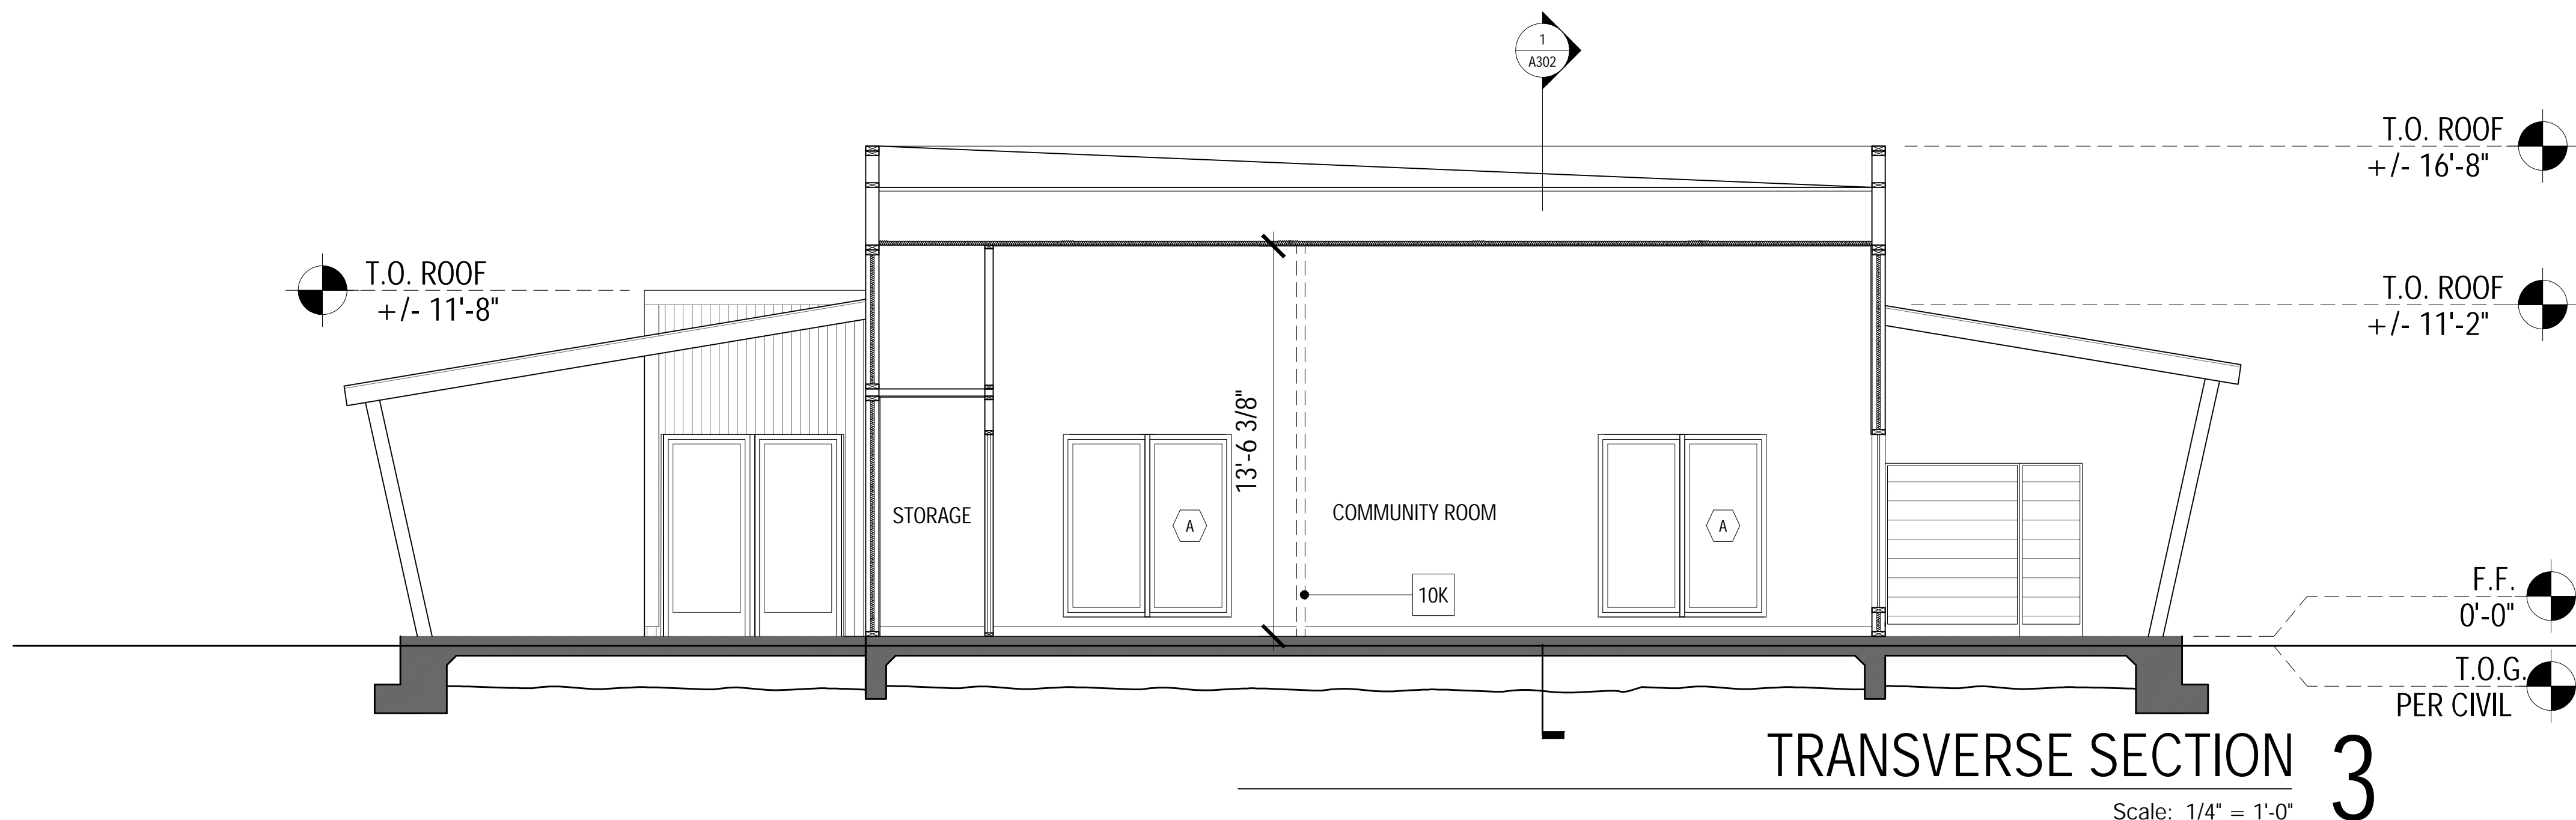 1
A302
T.O. ROOF
+/- 16'-8"
T.O. ROOF
+/- 11'-8"
T.O. ROOF
+/- 11'-2"
13'-6 3/8"
STORAGE
COMMUNITY ROOM
A
A
10K
F.F.
0'-0"
T.O.G.
PER CIVIL
TRANSVERSE SECTION 3
Scale: 1/4" = 1'-0"